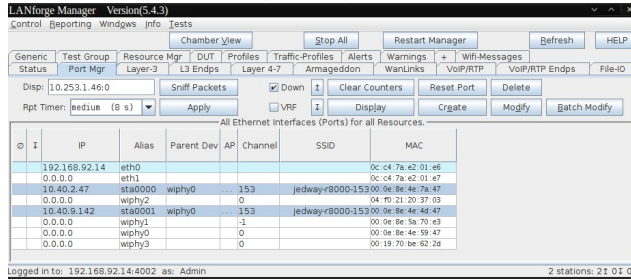 LANforge Manager Version(5.4.3)
Control Reporting Windows Info Tests
Chamber View Stop All Restart Manager Refresh HELP
Generic Test Group Resource Mgr DUT Profiles Traffic-Profiles Alerts Warnings + Wifi-Messages
Status Port Mgr Layer-3 L3 Endps Layer 4-7 Armageddon WanLinks VoIP/RTP VoIP/RTP Endps File-IO
Disp: 10.253.1.46:0 Sniff Packets Down Clear Counters Reset Port Delete
Rpt Timer: medium (8 s) Apply VRF Display Create Modify Batch Modify
All Ethernet Interfaces (Ports) for all Resources.
IP Alias Parent Dev AP Channel SSID MAC
192.168.92.14 eth0 0c:c4:7a:e2:01:e6
0.0.0.0 eth1 0c:c4:7a:e2:01:e7
10.40.2.47 sta0000 wiphy0 ... 153 jedway-r8000-153 00:0e:8e:4e:7a:47
0.0.0.0 wiphy2 0 04:f0:21:20:37:03
10.40.9.142 sta0001 wiphy0 ... 153 jedway-r8000-153 00:0e:8e:4e:4d:47
0.0.0.0 wiphy1 -1 00:0e:8e:5a:70:e3
0.0.0.0 wiphy0 0 00:0e:8e:4e:59:47
0.0.0.0 wiphy3 0 00:19:70:be:62:2d
Logged in to: 192.168.92.14:4002 as: Admin 2 stations: 2↥ 0↧